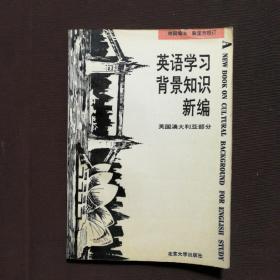 英语学习
背景知识
新编
美国澳大利亚部分
北京大学出版社
A NEW BOOK ON CULTURAL BACKGROUND FOR ENGLISH STUDY